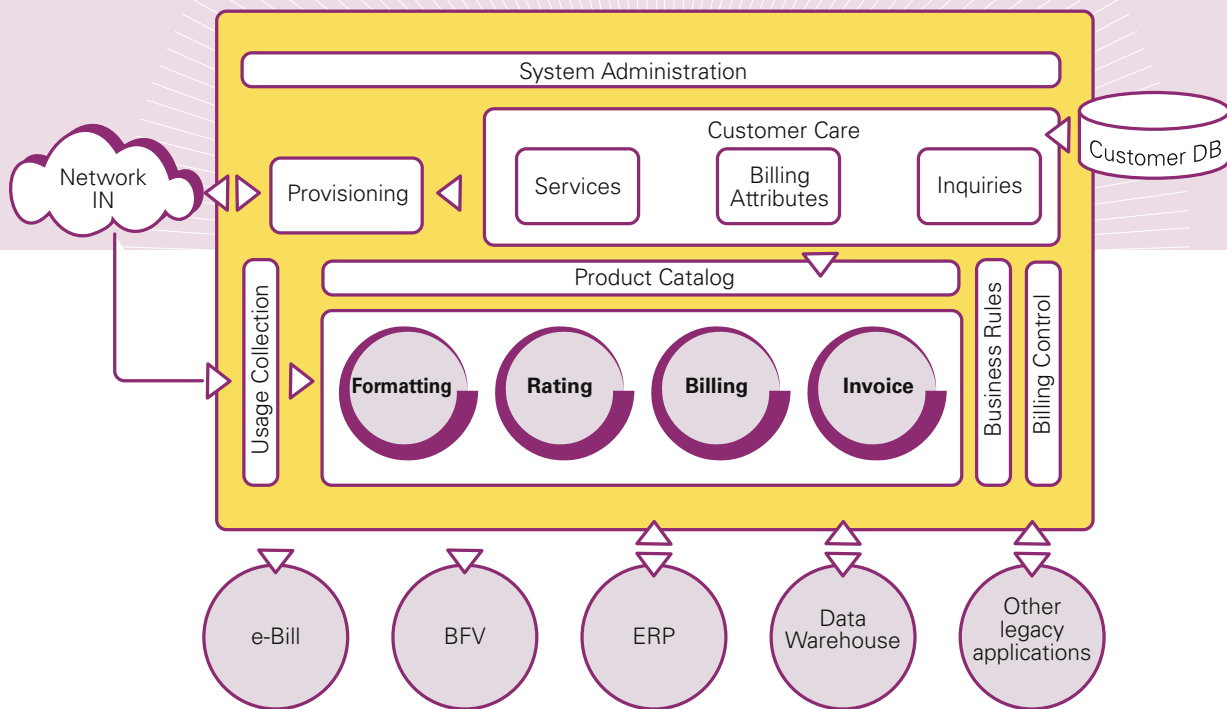 System Administration
Customer Care
Customer DB
Network
IN
Provisioning
Services
Billing
Attributes
Inquiries
Usage Collection
Product Catalog
Business Rules
Billing Control
Formatting
Rating
Billing
Invoice
e-Bill
BFV
ERP
Data
Warehouse
Other
legacy
applications